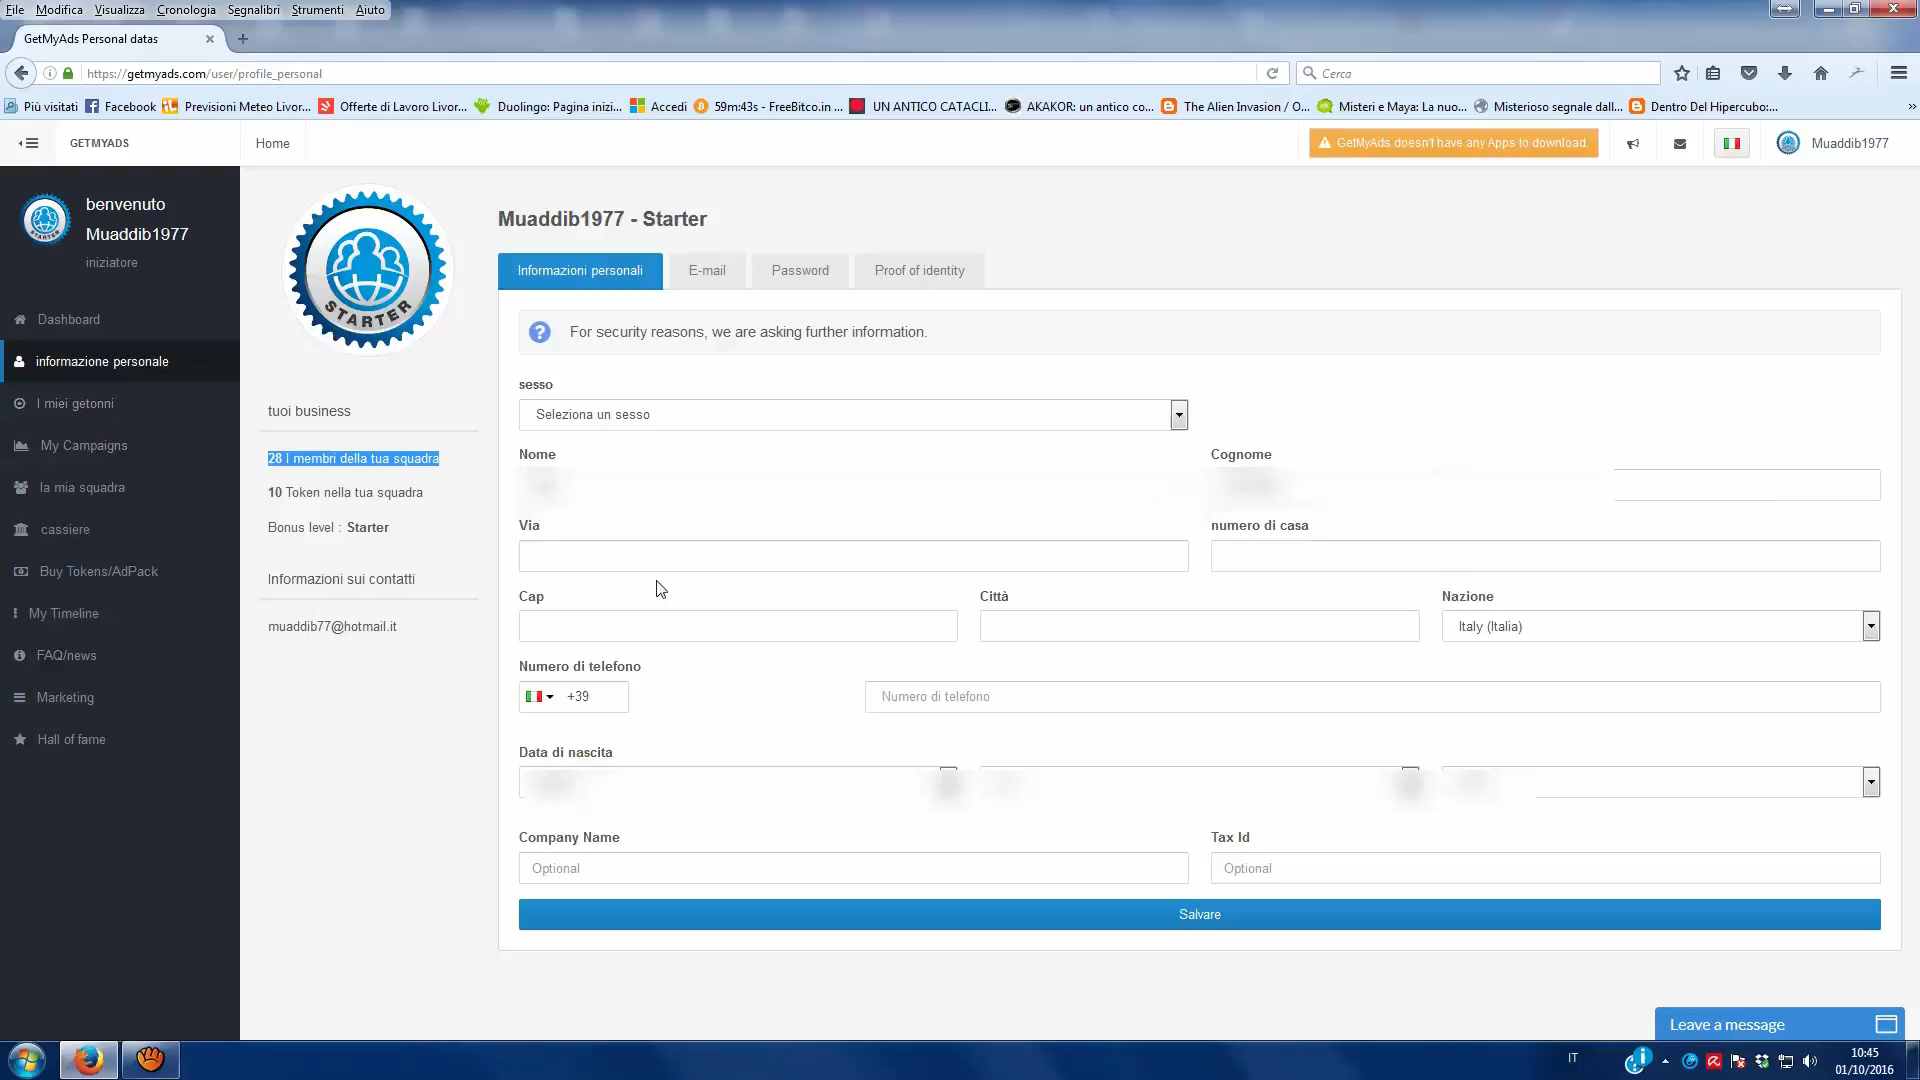 File Modifica Visualizza Cronologia Segnalibri Strumenti Aiuto
GetMyAds Personal datas
https://getmyads.com/user/profile_personal
Cerca
Più visitati Facebook Previsioni Meteo Livor... Offerte di Lavoro Livor... Duolingo: Pagina inizi... Accedi 59m:43s - FreeBitco.in ... UN ANTICO CATACLI... AKAKOR: un antico co... The Alien Invasion / O... Misteri e Maya: La nuo... Misterioso segnale dall... Dentro Del Hipercubo:... »
GETMYADS
Home
GetMyAds doesn't have any Apps to download.
Muaddib1977
STARTER
benvenuto
Muaddib1977
iniziatore
Dashboard
informazione personale
I miei getonni
My Campaigns
la mia squadra
cassiere
Buy Tokens/AdPack
My Timeline
FAQ/news
Marketing
Hall of fame
STARTER
tuoi business
28 I membri della tua squadra
10 Token nella tua squadra
Bonus level : Starter
Informazioni sui contatti
muaddib77@hotmail.it
Muaddib1977 - Starter
Informazioni personali E-mail Password Proof of identity
For security reasons, we are asking further information.
sesso
Seleziona un sesso
Nome Cognome
Via numero di casa
Cap Città Nazione
Italy (Italia)
Numero di telefono
+39 Numero di telefono
Data di nascita
Company Name Tax Id
Optional Optional
Salvare
Leave a message
IT
10:45
01/10/2016